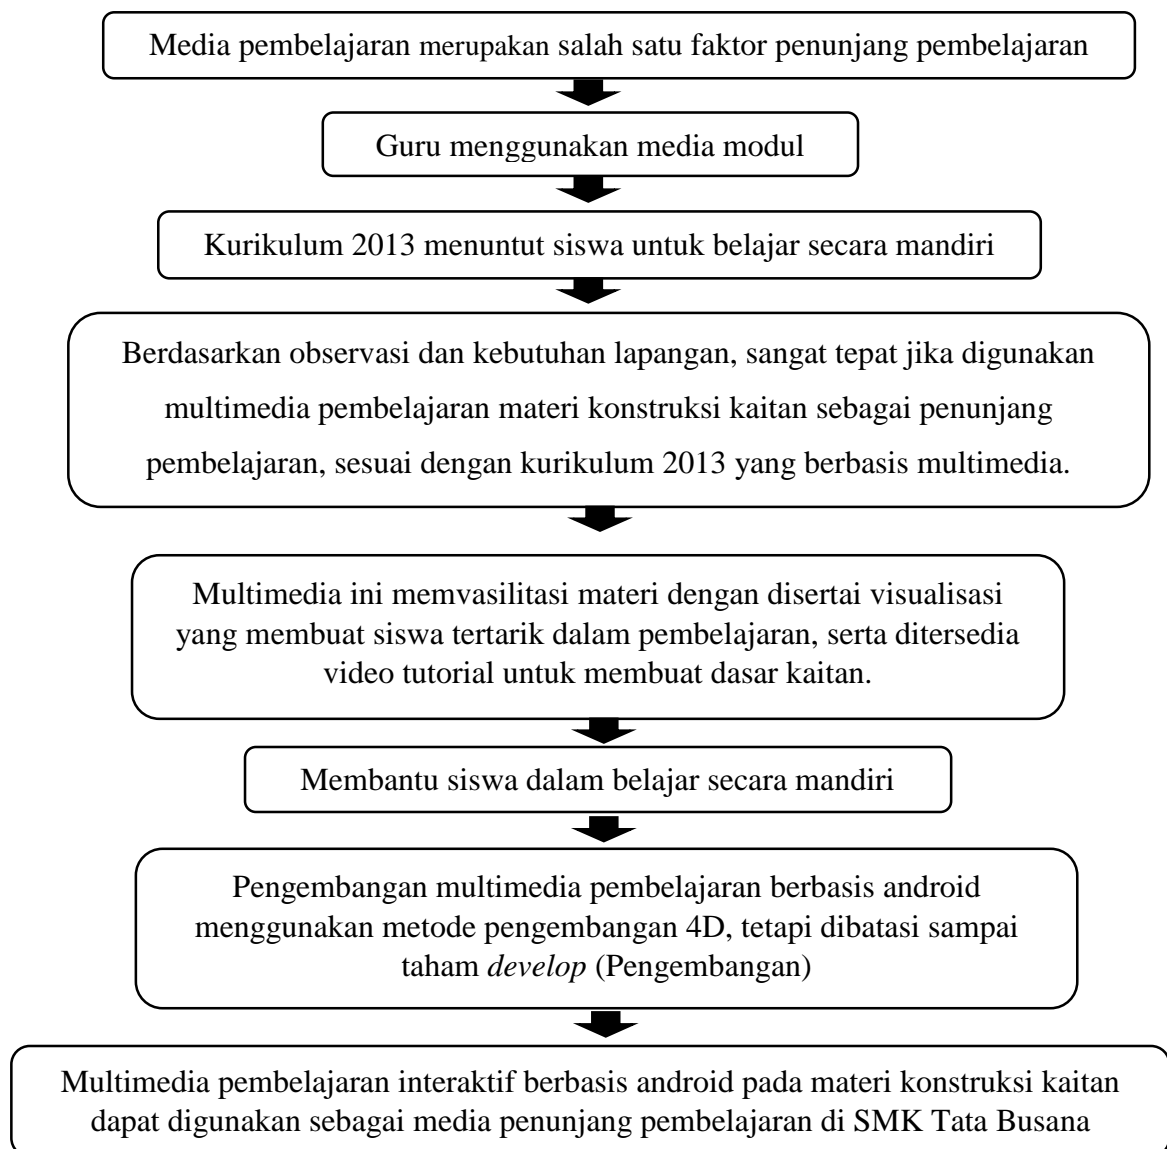 Media pembelajaran merupakan salah satu faktor penunjang pembelajaran
Guru menggunakan media modul
Kurikulum 2013 menuntut siswa untuk belajar secara mandiri
Berdasarkan observasi dan kebutuhan lapangan, sangat tepat jika digunakan
multimedia pembelajaran materi konstruksi kaitan sebagai penunjang
pembelajaran, sesuai dengan kurikulum 2013 yang berbasis multimedia.
Multimedia ini memvasilitasi materi dengan disertai visualisasi
yang membuat siswa tertarik dalam pembelajaran, serta ditersedia
video tutorial untuk membuat dasar kaitan.
Membantu siswa dalam belajar secara mandiri
Pengembangan multimedia pembelajaran berbasis android
menggunakan metode pengembangan 4D, tetapi dibatasi sampai
taham develop (Pengembangan)
Multimedia pembelajaran interaktif berbasis android pada materi konstruksi kaitan
dapat digunakan sebagai media penunjang pembelajaran di SMK Tata Busana